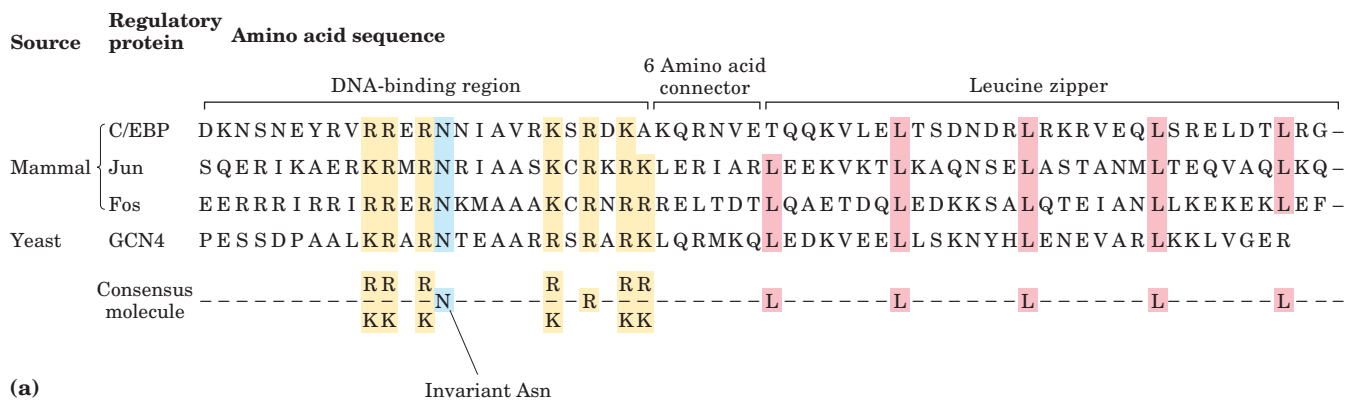 Source Regulatory protein Amino acid sequence
DNA-binding region 6 Amino acid connector Leucine zipper
C/EBP DKNSNEYRVRRERNNIAVRKSRDKAKQRNVETQQKVLELTSDNDRLRKRVEQLSRELDTLRG–
Mammal Jun SQERIKAERKRMRNRIAASKCRKRKLERIARLEEKVKTLKAQNSELASTANMLTEQVAQLKQ–
Fos EERRRIRRIRRERNKMAAAKCRNRRRELTDTLQAETDQLEDKKSALQTEIANLLKEKEKLEF–
Yeast GCN4 PESSDPAALKRARNTEAARRSRARKLQRMKQLEDKVEELLSKNYHLENEVARLKKLVGER
RR R R RR
Consensus molecule –––––––––––––N–––––––R–––––––––L––––––L––––––L––––––L––––––L–––
KK K K KK
Invariant Asn
(a)